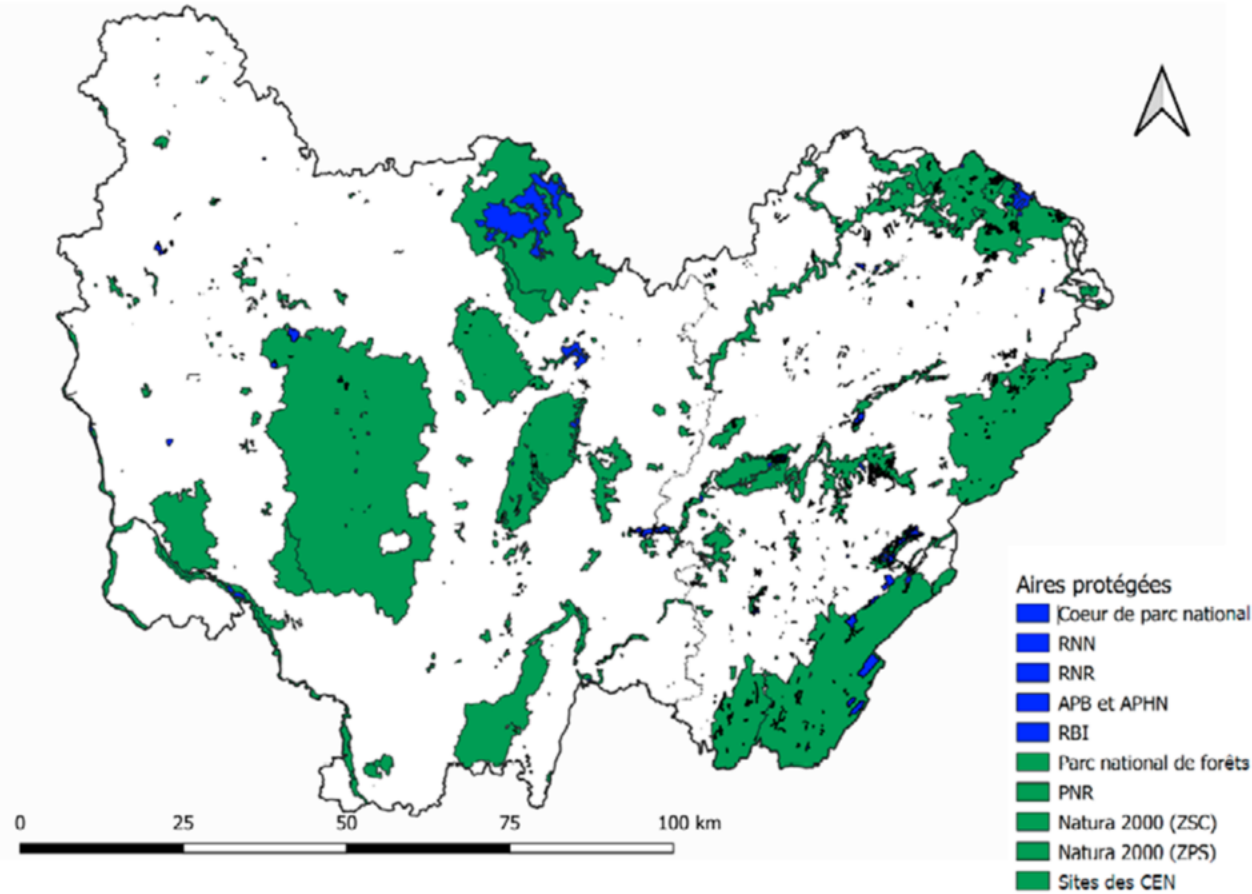 Aires protégées
Coeur de parc national
RNN
RNR
APB et APHN
RBI
Parc national de forêts
PNR
Natura 2000 (ZSC)
Natura 2000 (ZPS)
Sites des CEN
0 25 50 75 100 km